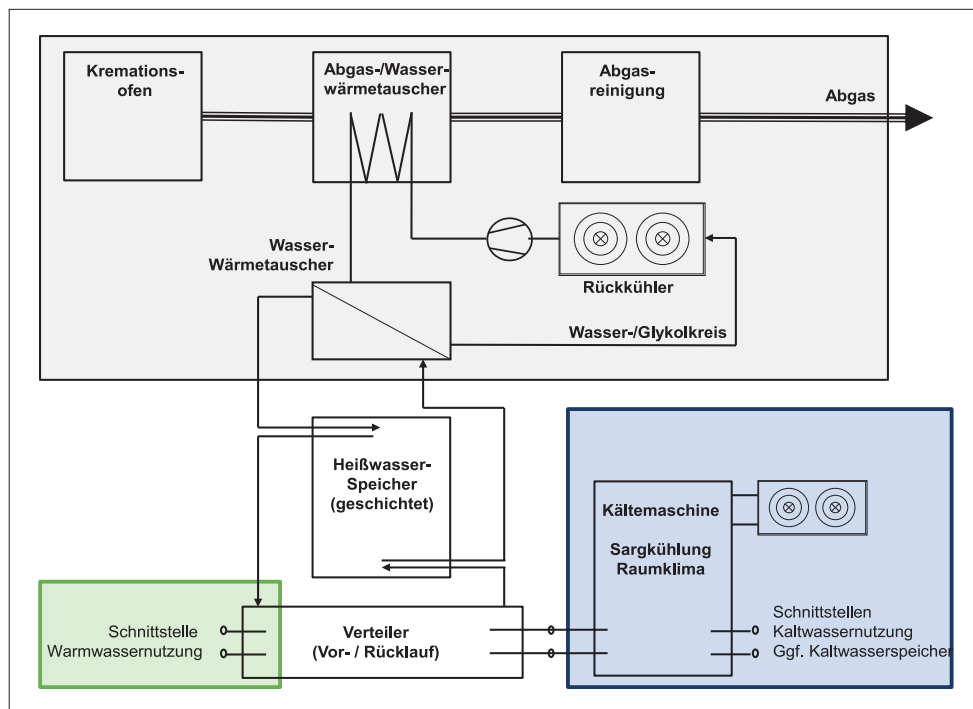 Kremations-
ofen
Abgas-/Wasser-
wärmetauscher
Abgas-
reinigung
Abgas
Wasser-
Wärmetauscher
Rückkühler
Wasser-/Glykolkreis
Heißwasser-
Speicher
(geschichtet)
Kältemaschine
Sargkühlung
Raumklima
Schnittstelle
Warmwassernutzung
Verteiler
(Vor- / Rücklauf)
Schnittstellen
Kaltwassernutzung
Ggf. Kaltwasserspeicher